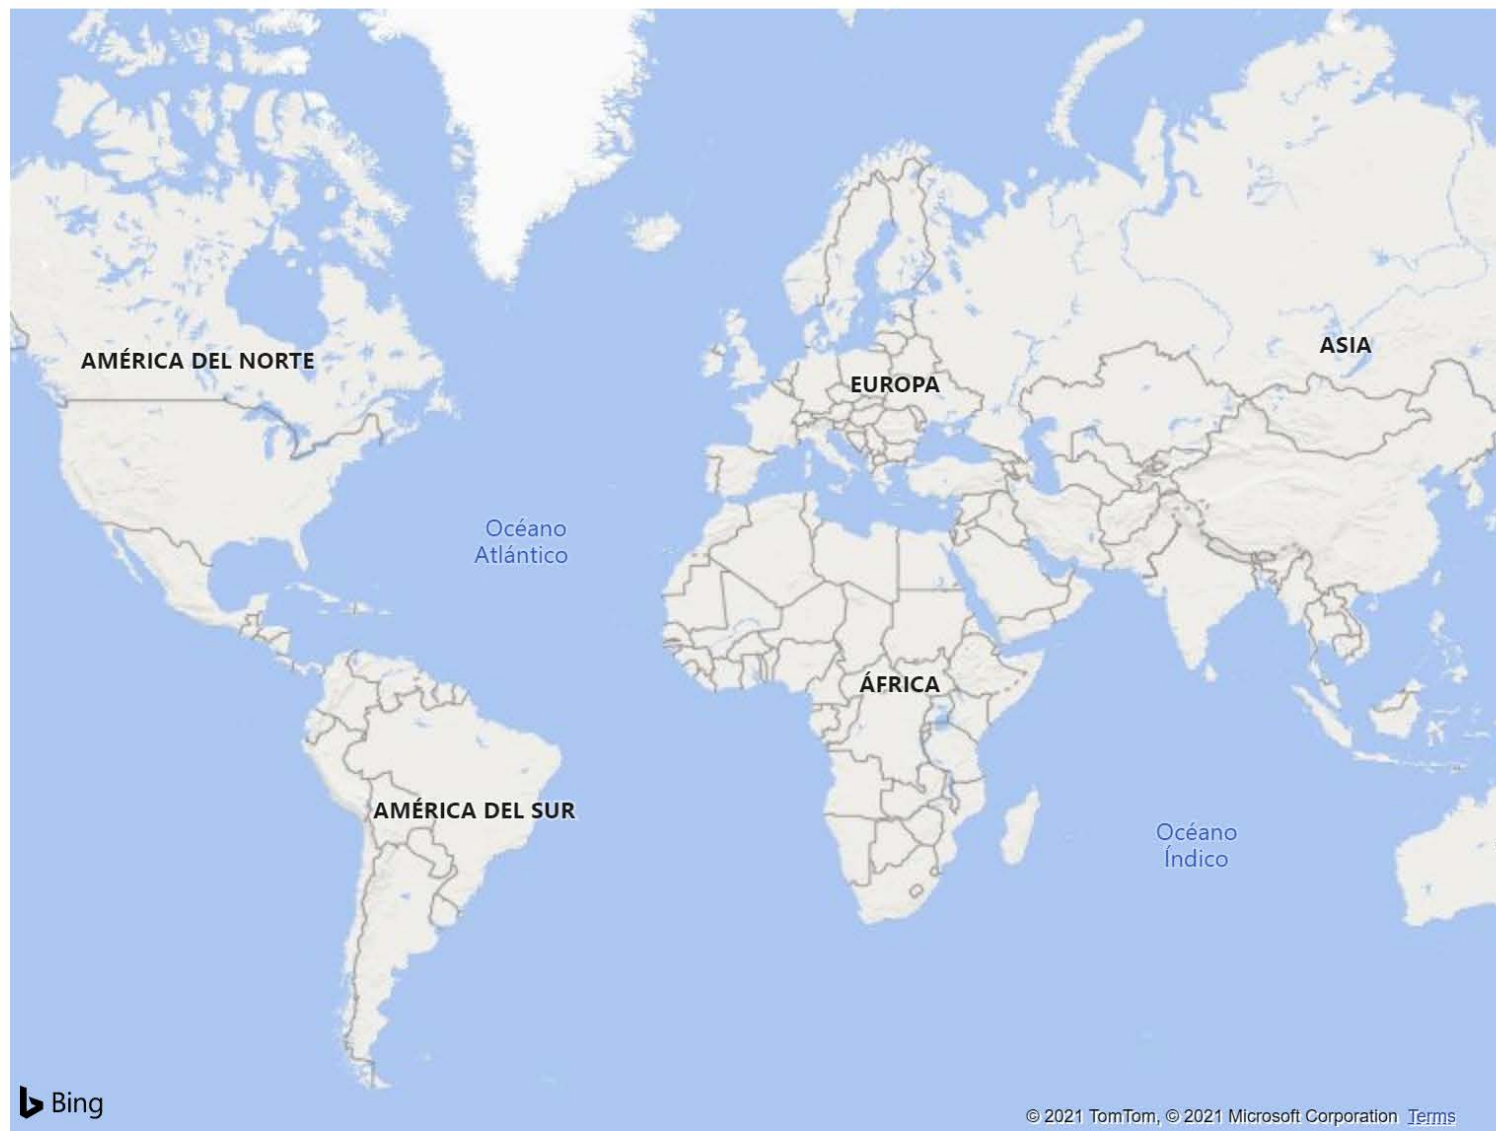 ASIA
AMÉRICA DEL NORTE
EUROPA
Océano
Atlántico
ÁFRICA
AMÉRICA DEL SUR
Océano
Índico
Bing
© 2021 TomTom, © 2021 Microsoft Corporation Terms